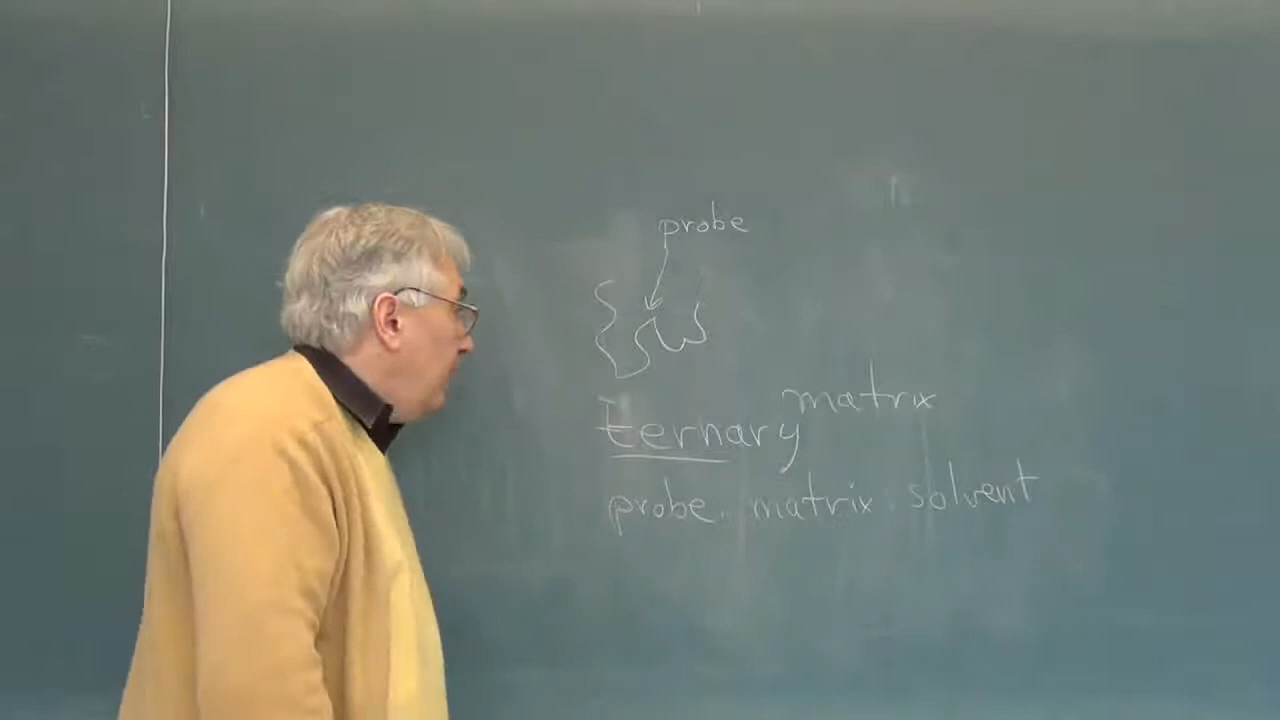 probe
matrix
ternary
probe. matrix. solvent